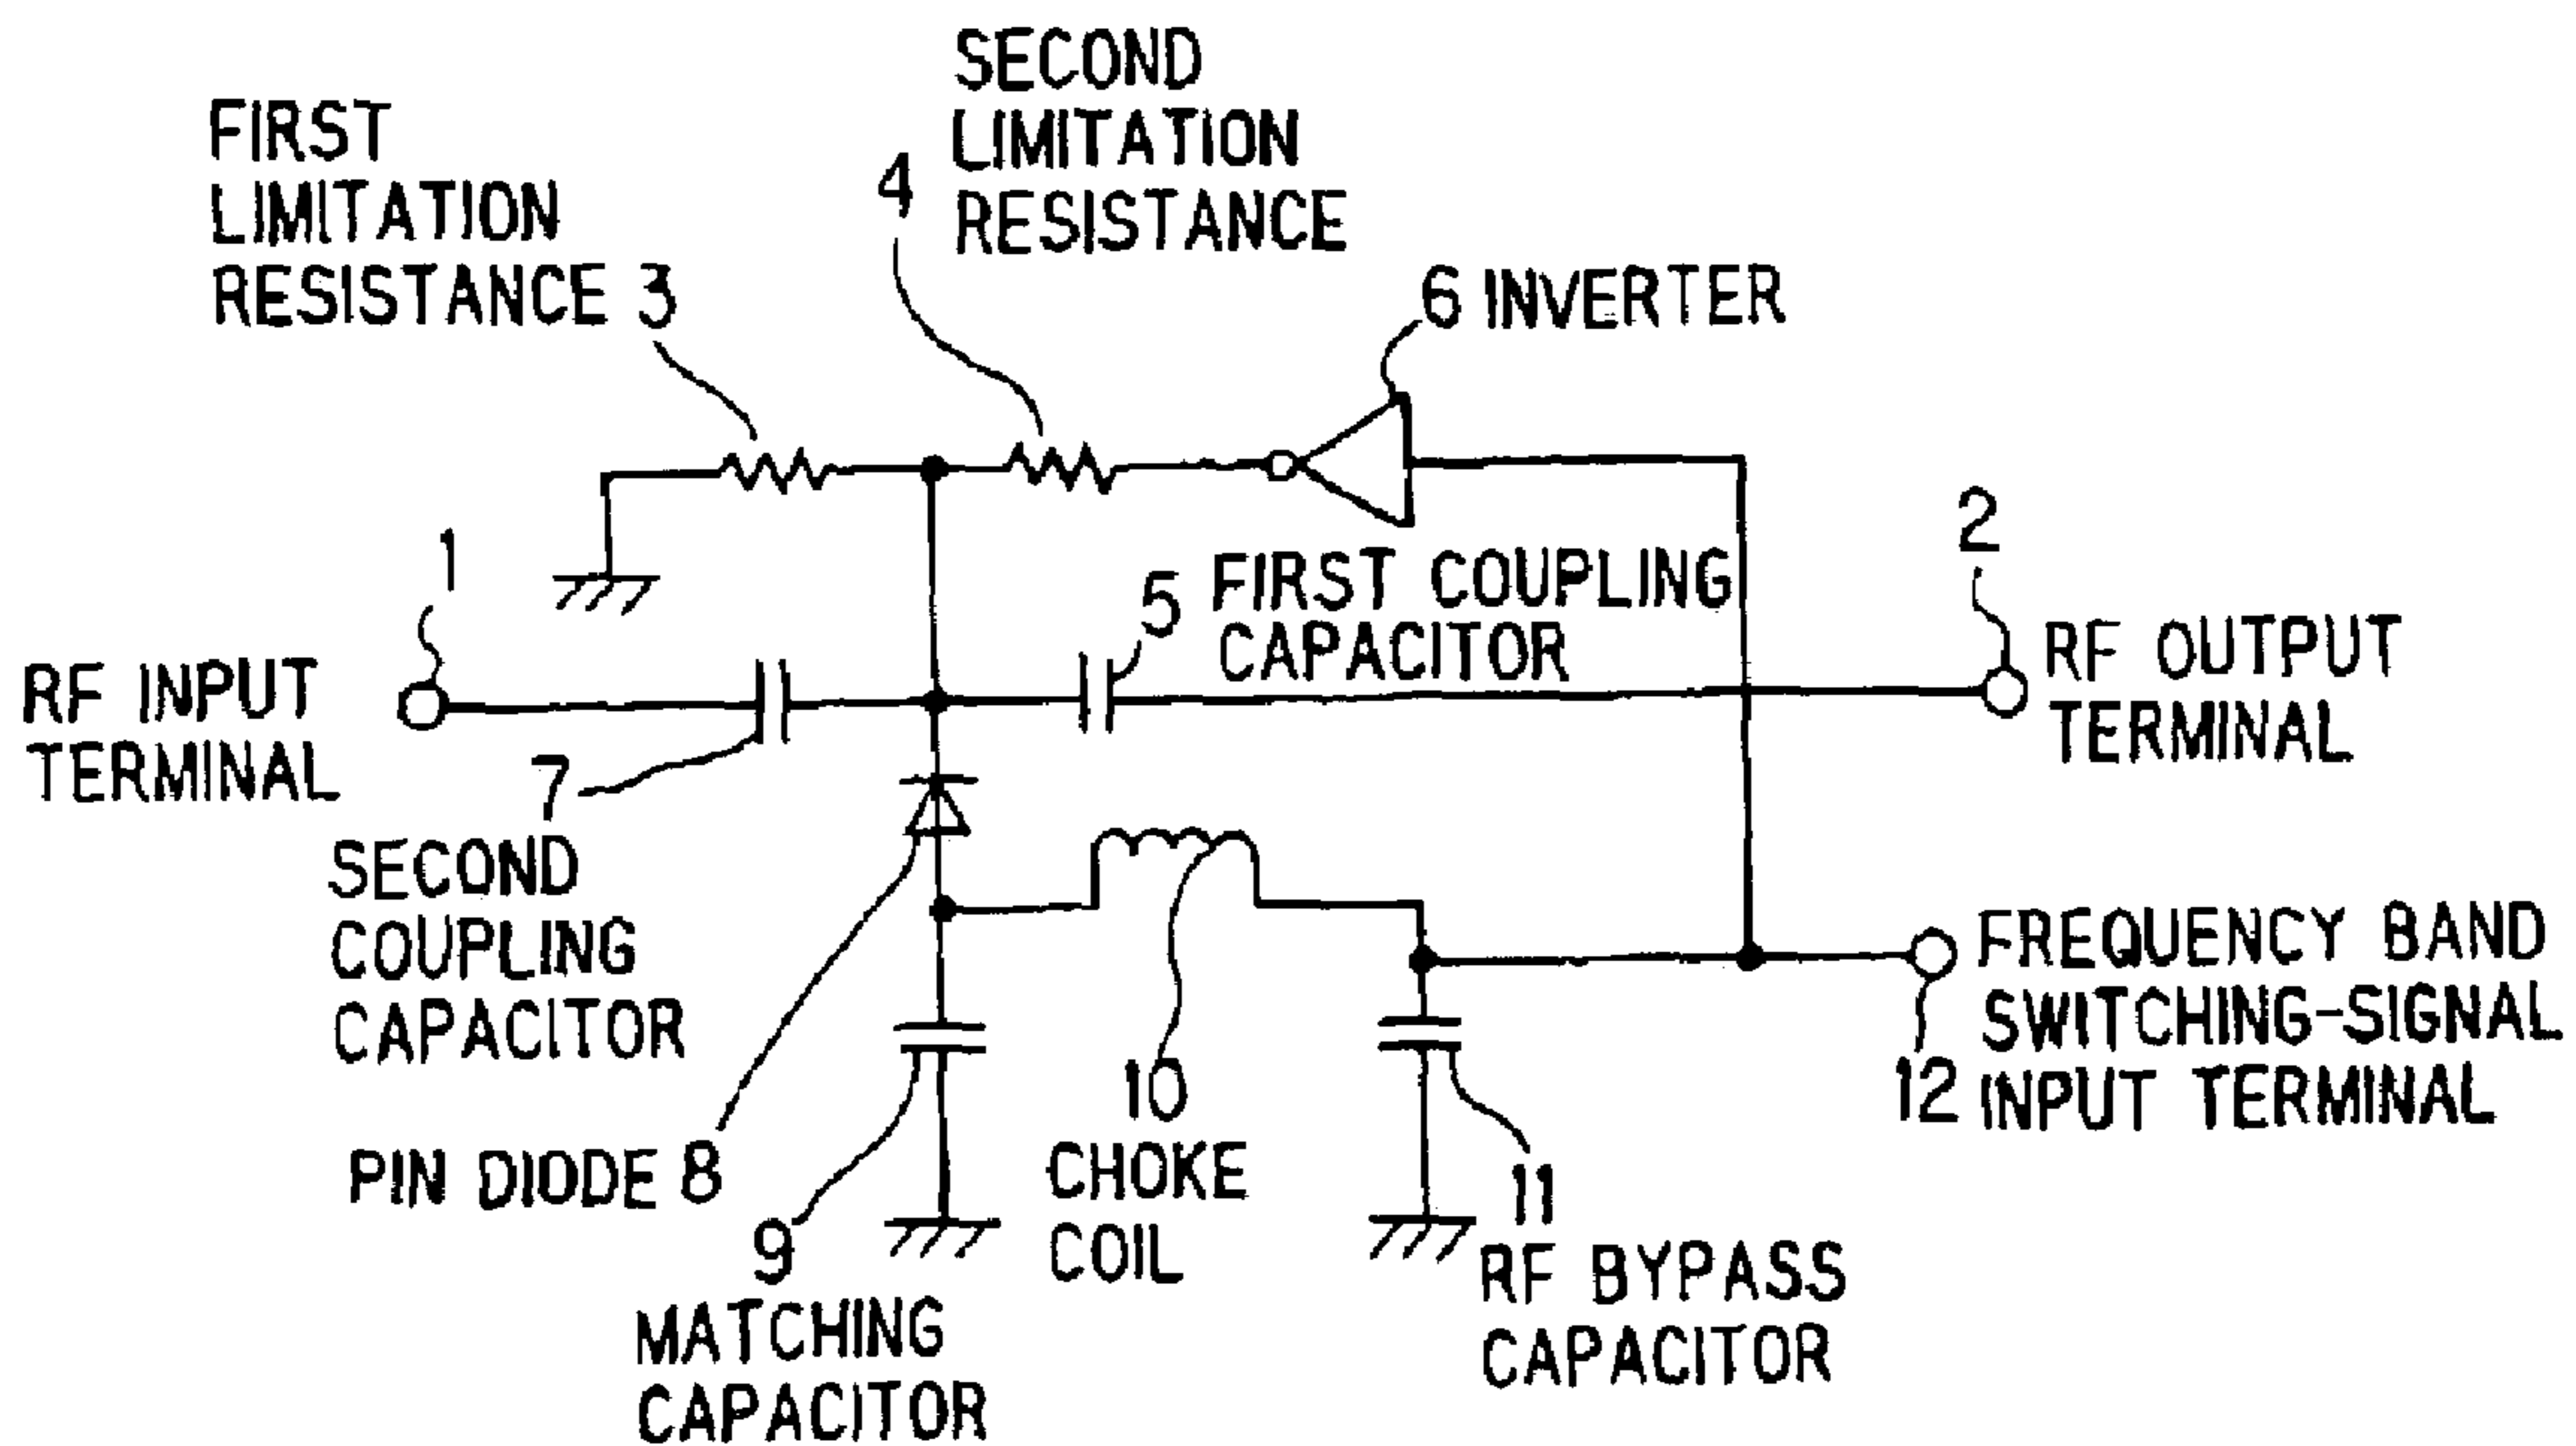 SECOND
LIMITATION
RESISTANCE
4
FIRST
LIMITATION
RESISTANCE 3
6 INVERTER
1
RF INPUT
TERMINAL
5 FIRST COUPLING
CAPACITOR
2
RF OUTPUT
TERMINAL
7
SECOND
COUPLING
CAPACITOR
PIN DIODE 8
9
MATCHING
CAPACITOR
10
CHOKE
COIL
11
RF BYPASS
CAPACITOR
FREQUENCY BAND
SWITCHING-SIGNAL
12 INPUT TERMINAL